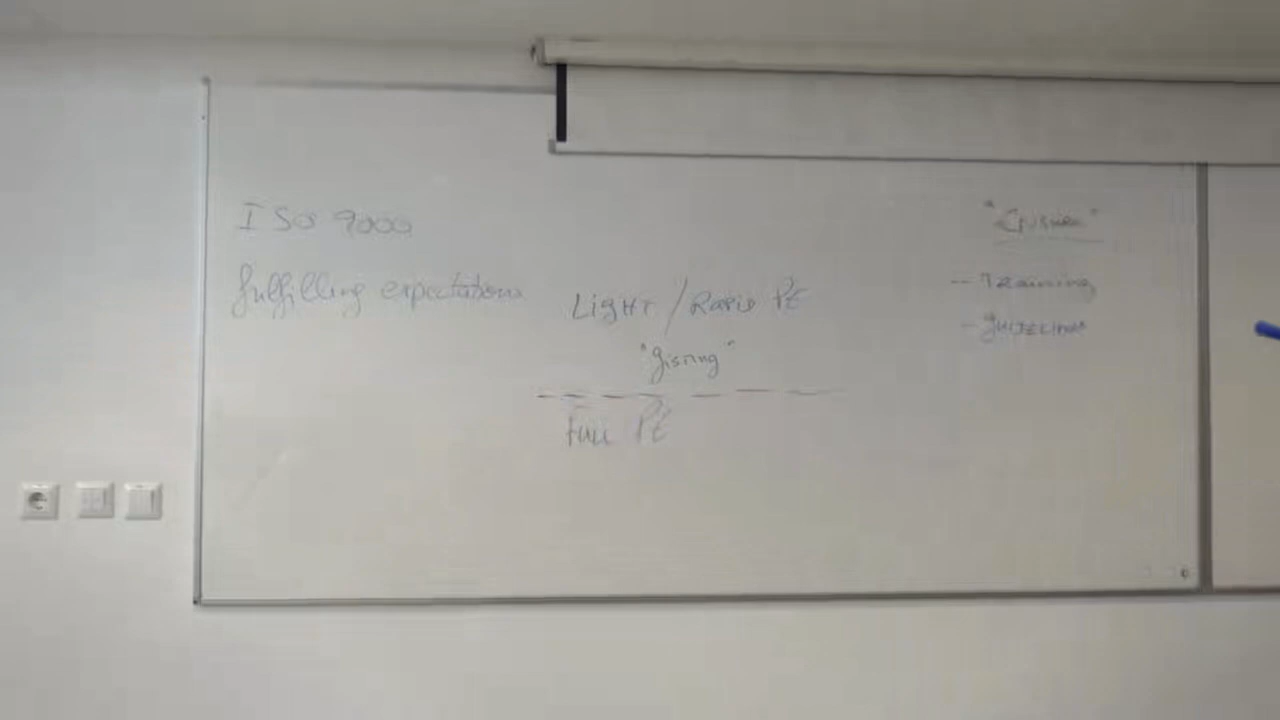 ISO 9000
fulfilling expectations
Light / Rapid PE
"gisting"
Full PE
- Training
- guidelines